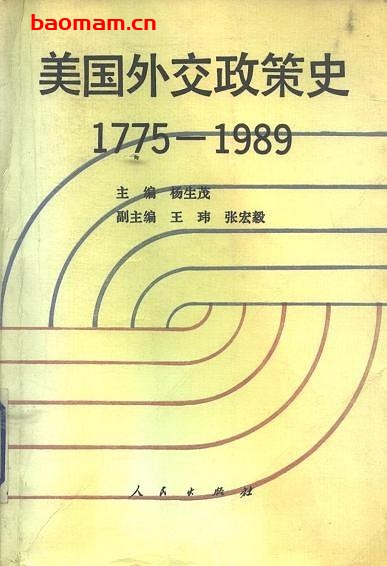 baomam.cn
美国外交政策史
1775—1989
主 编 杨生茂
副主编 王 玮 张宏毅
人民出版社